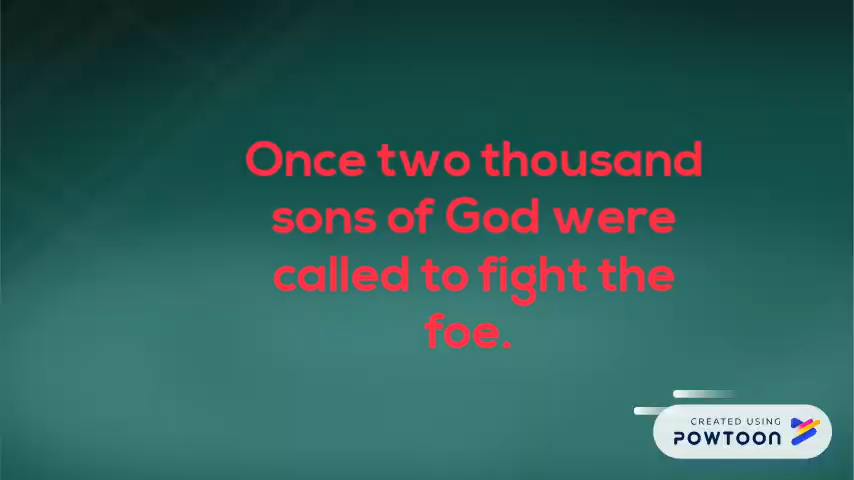 Once two thousand
sons of God were
called to fight the
foe.
CREATED USING
POWTOON